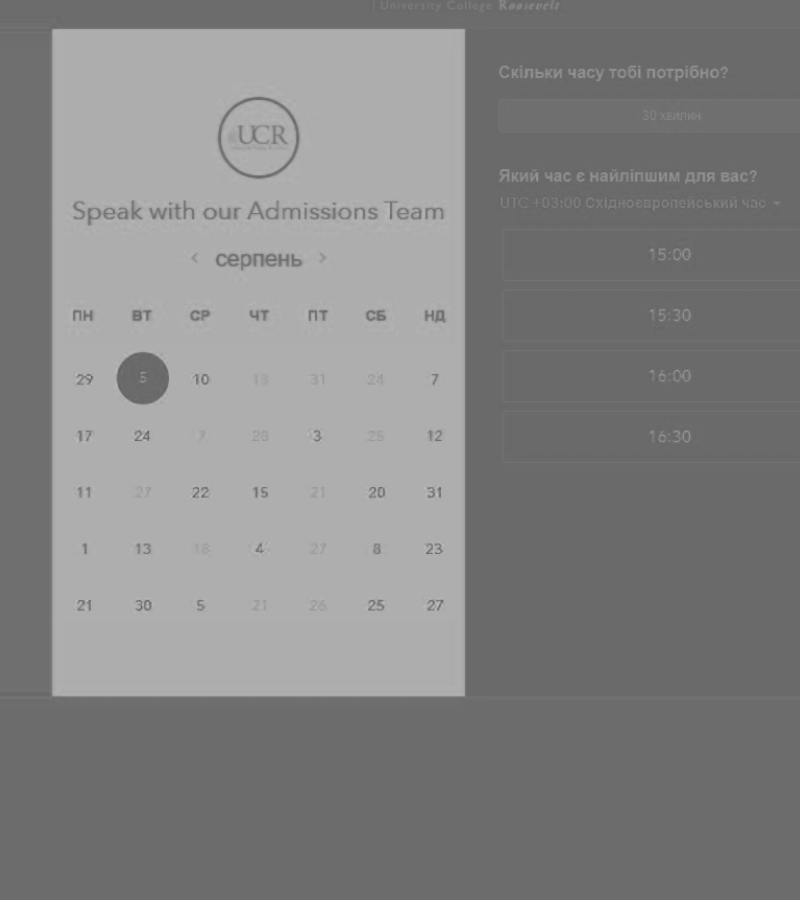 University College Roosevelt
UCR
Speak with our Admissions Team
серпень
ПН ВТ СР ЧТ ПТ СБ НД
29 5 10 13 31 24 7
17 24 7 20 3 25 12
11 27 22 15 21 20 31
1 13 18 4 27 8 23
21 30 5 21 26 25 27
Скільки часу тобі потрібно?
30 хвилин
Який час є найліпшим для вас?
UTC +03:00 Східноєвропейський час
15:00
15:30
16:00
16:30